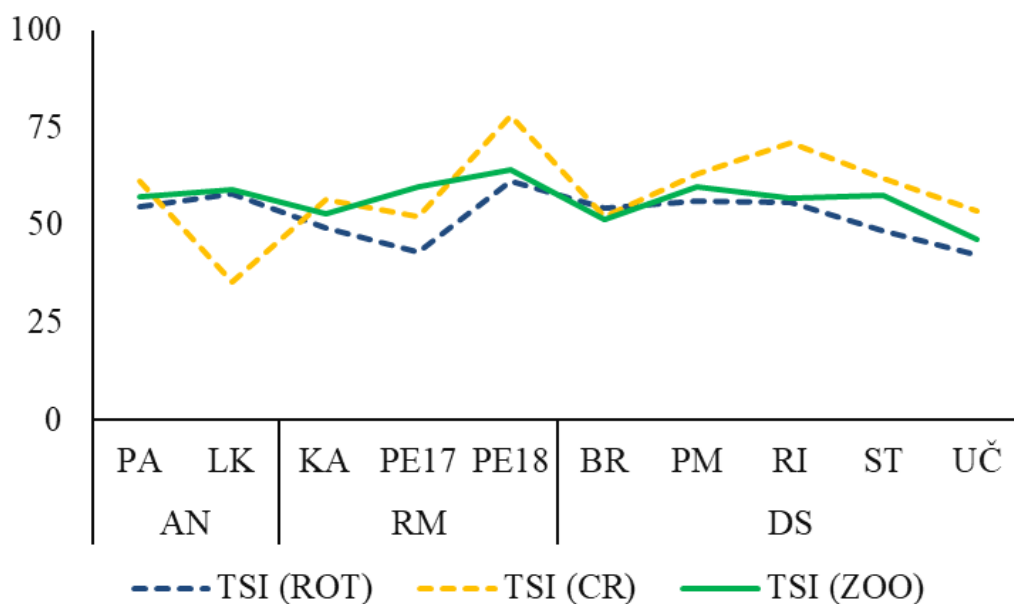 100
75
50
25
0
PA LK KA PE17 PE18 BR PM RI ST UČ
AN RM DS
TSI (ROT) TSI (CR) TSI (ZOO)